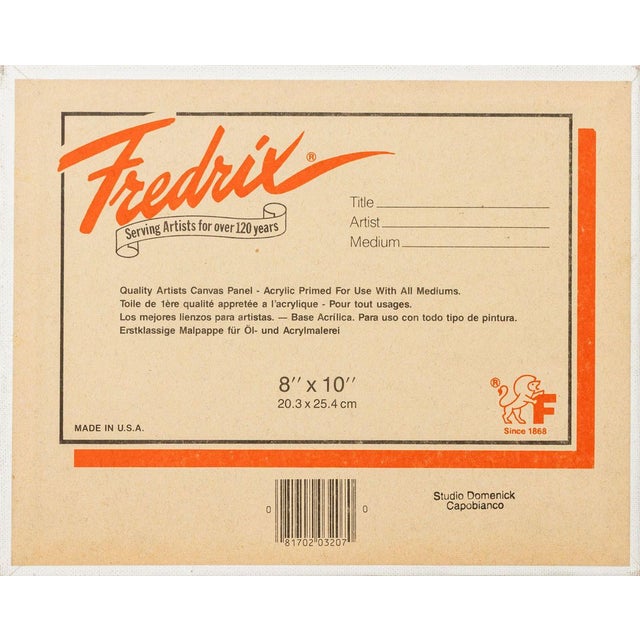 Fredrix®
Serving Artists for over 120 years
Title
Artist
Medium
Quality Artists Canvas Panel - Acrylic Primed For Use With All Mediums.
Toile de 1ère qualité appretée a l'acrylique - Pour tout usages.
Los mejores lienzos para artistas. — Base Acrílica. Para uso con todo tipo de pintura.
Erstklassige Malpappe für Öl- und Acrylmalerei
8" x 10"
20.3 x 25.4 cm
® F
Since 1868
MADE IN U.S.A.
0 0
81702 03207
Studio Domenick
Capobianco